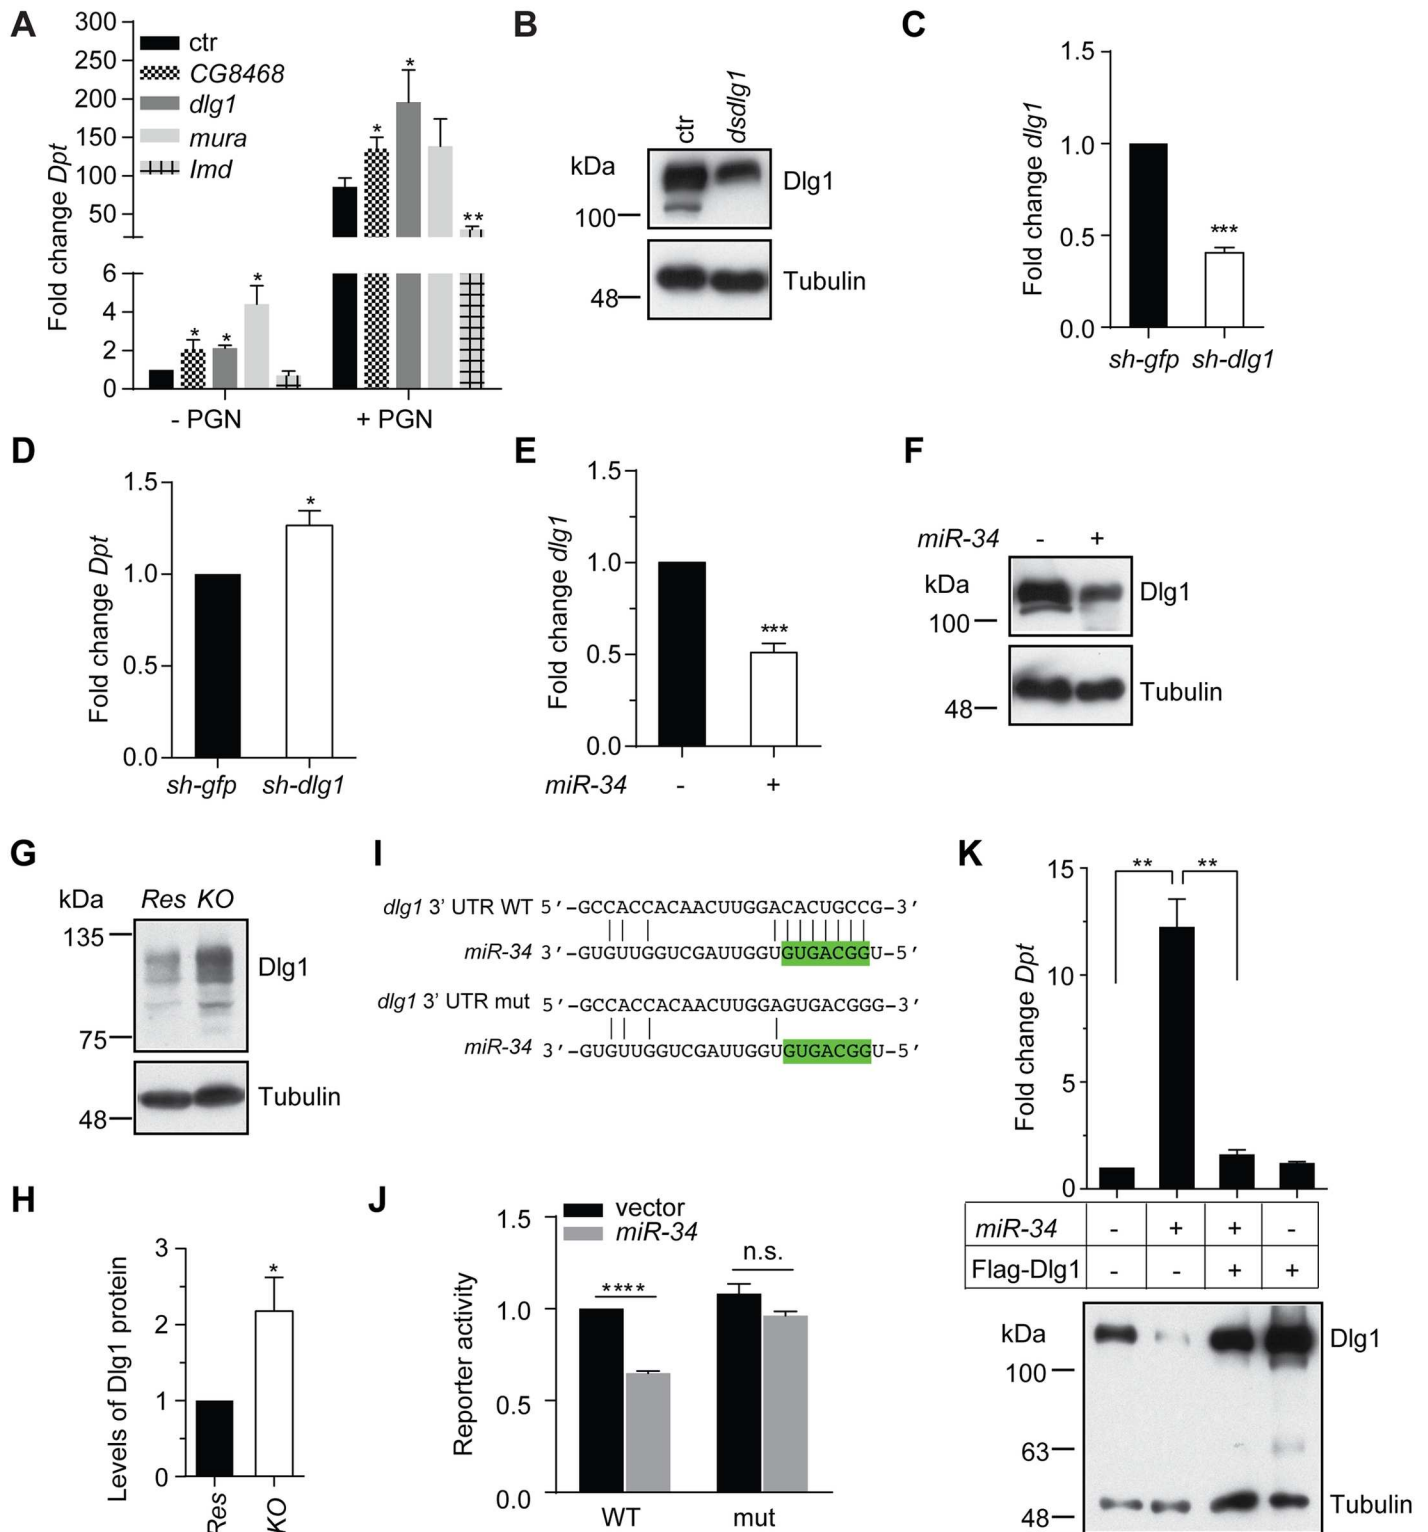 A
Fold change Dpt
300
250
200
150
100
50
6
4
2
0
ctr
CG8468
dlg1
mura
lmd
*
*
*
*
*
**
- PGN
+ PGN
B
ctr
dsdlg1
kDa
100
Dlg1
48
Tubulin
C
Fold change dlg1
1.5
1.0
0.5
0.0
***
sh-gfp
sh-dlg1
D
Fold change Dpt
1.5
1.0
0.5
0.0
*
sh-gfp
sh-dlg1
E
Fold change dlg1
1.5
1.0
0.5
0.0
***
miR-34 - +
F
miR-34 - +
kDa
100
Dlg1
48
Tubulin
G
kDa
Res KO
135
Dlg1
75
48
Tubulin
H
Levels of Dlg1 protein
3
2
1
0
*
Res
KO
I
dlg1 3’ UTR WT 5’-GCCACCACAACUUGGACACUGCCG-3’
miR-34 3’-GUGUUGGUCGAUUGGUGUGACGGU-5’
dlg1 3’ UTR mut 5’-GCCACCACAACUUGGAGUGACGGG-3’
miR-34 3’-GUGUUGGUCGAUUGGUGUGACGGU-5’
J
Reporter activity
1.5
1.0
0.5
0.0
vector
miR-34
****
n.s.
WT
mut
K
Fold change Dpt
15
10
5
0
** **
miR-34 - + + -
Flag-Dlg1 - - + +
kDa
Dlg1
100
63
48
Tubulin